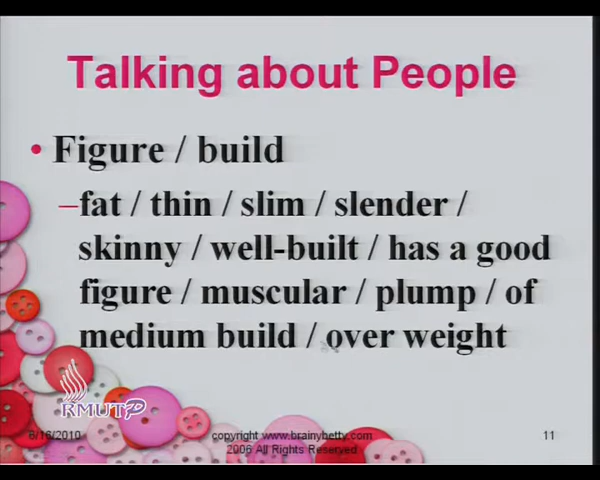 Talking about People
• Figure / build
–fat / thin / slim / slender /
skinny / well-built / has a good
figure / muscular / plump / of
medium build / over weight
RMUTP
6/16/2010
copyright www.brainybetty.com
2006 All Rights Reserved
11